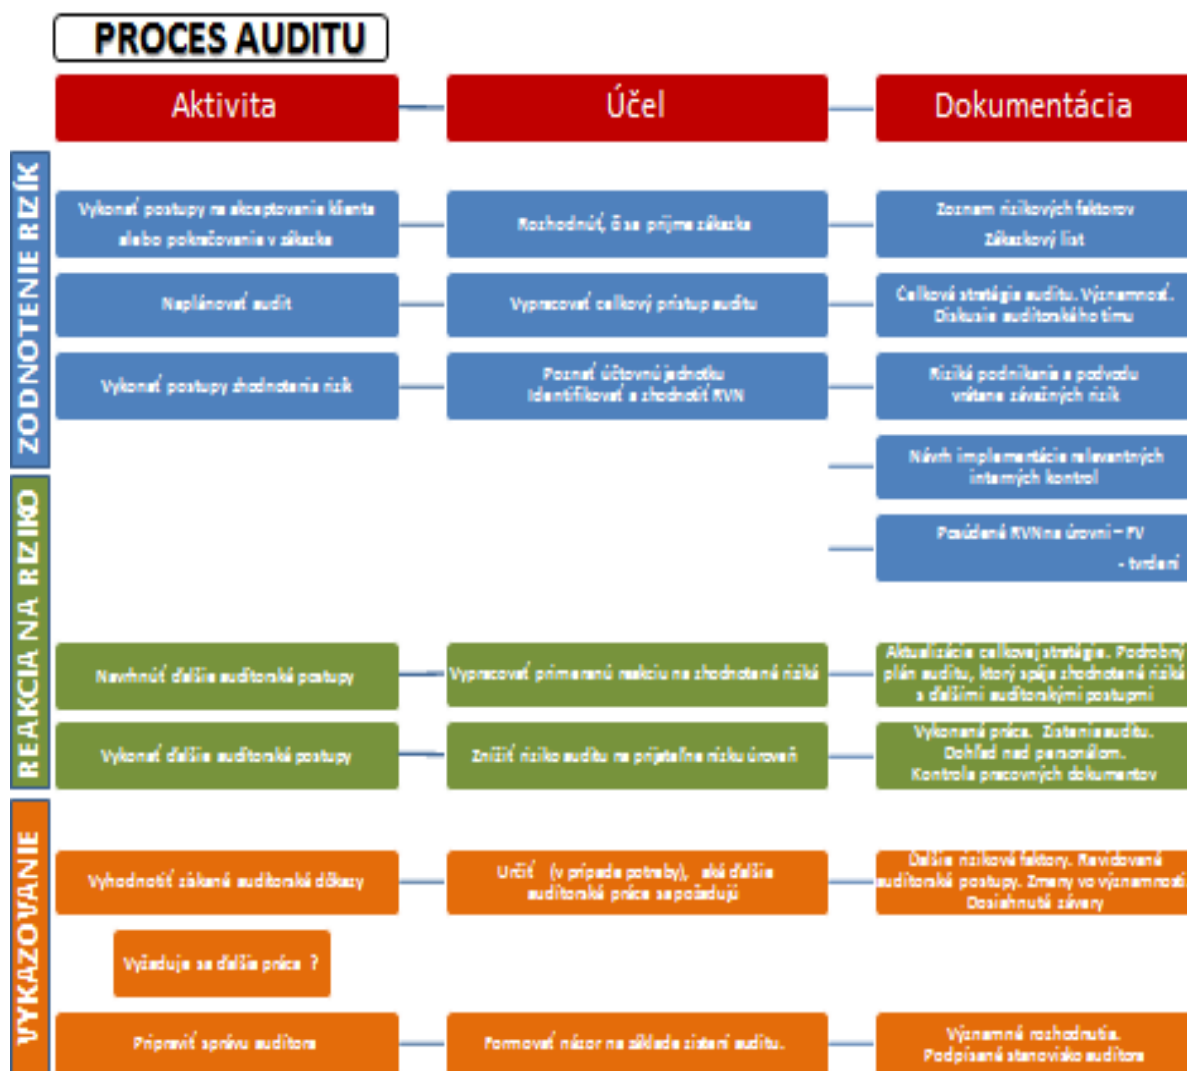 PROCES AUDITU
Aktivita
Účel
Dokumentácia
ZODNOTENIE RIZÍK
Vykonať postupy na akceptovanie klienta
alebo pokračovanie v zákazke
Rozhodnúť, či sa príjme zákazka
Zoznam rizikových faktorov
Zákazkový list
Naplánovať audit
Vypracovať celkový prístup auditu
Celková stratégia auditu. Významnosť.
Diskusia audítorského tímu
Vykonať postupy zhodnotenia rizík
Poznať účtovnú jednotku
Identifikovať a zhodnotiť RVN
Riziká podnikania a podvodu
vrátane závažných rizík
Návrh implementácie relevantných
interných kontrol
Posúdené RVN na úrovni – FV
- tvrdení
REAKCIA NA RIZIKO
Navrhnúť ďalšie audítorské postupy
Vypracovať primeranú reakciu na zhodnotené riziká
Aktualizácia celkovej stratégie. Podrobný
plán auditu, ktorý spája zhodnotené riziká
s ďalšími audítorskými postupmi
Vykonať ďalšie audítorské postupy
Znížiť riziko auditu na prijateľne nízku úroveň
Vykonaná práca. Zistenia auditu.
Dohľad nad personálom.
Kontrola pracovných dokumentov
VYKAZOVANIE
Vyhodnotiť získané audítorské dôkazy
Určiť (v prípade potreby), aké ďalšie
audítorské práce sa požadujú
Ďalšie rizikové faktory. Revidované
audítorské postupy. Zmeny vo významnosti
Dosiahnuté závery
Vyžaduje sa ďalšia práca ?
Pripraviť správu audítora
Formovať názor na základe zistení auditu.
Významné rozhodnutia.
Podpísané stanovisko audítora